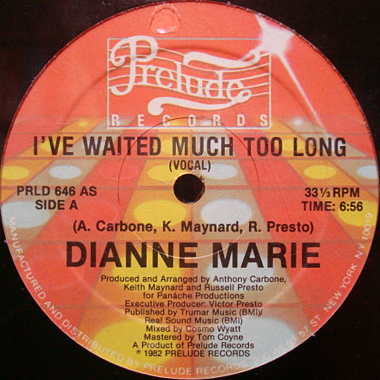 Prelude
RECORDS
I'VE WAITED MUCH TOO LONG
(VOCAL)
PRLD 646 AS
SIDE A
33⅓ RPM
TIME: 6:56
(A. Carbone, K. Maynard, R. Presto)
DIANNE MARIE
Produced and Arranged by Anthony Carbone,
Keith Maynard and Russell Presto
for Panáche Productions
Executive Producer: Victor Presto
Published by Trumar Music (BMI)/
Real Sound Music (BMI)
Mixed by Cosmo Wyatt
Mastered by Tom Coyne
A Product of Prelude Records
℗ 1982 PRELUDE RECORDS
MANUFACTURED AND DISTRIBUTED BY PRELUDE 57 ST. NEW YORK, N.Y. 10019